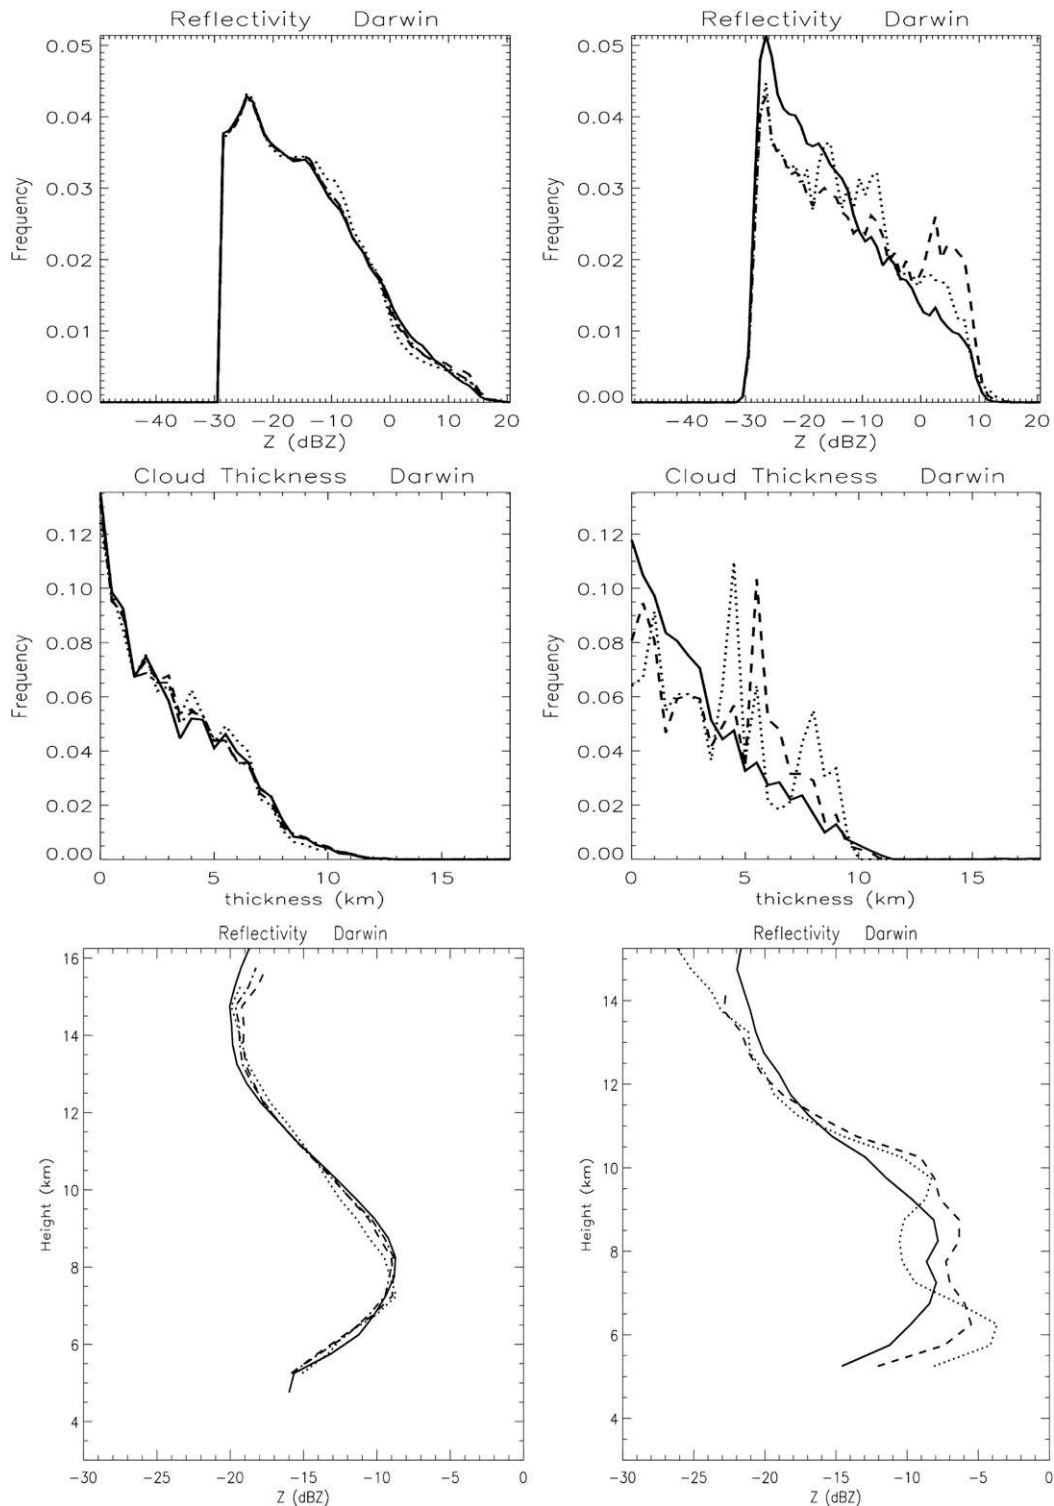 Reflectivity Darwin
0.05
0.04
0.03
0.02
0.01
0.00
Frequency
-40 -30 -20 -10 0 10 20
Z (dBZ)
Reflectivity Darwin
0.05
0.04
0.03
0.02
0.01
0.00
Frequency
-40 -30 -20 -10 0 10 20
Z (dBZ)
Cloud Thickness Darwin
0.12
0.10
0.08
0.06
0.04
0.02
0.00
Frequency
0 5 10 15
thickness (km)
Cloud Thickness Darwin
0.12
0.10
0.08
0.06
0.04
0.02
0.00
Frequency
0 5 10 15
thickness (km)
Reflectivity Darwin
16
14
12
10
8
6
4
Height (km)
-30 -25 -20 -15 -10 -5 0
Z (dBZ)
Reflectivity Darwin
14
12
10
8
6
4
Height (km)
-30 -25 -20 -15 -10 -5 0
Z (dBZ)